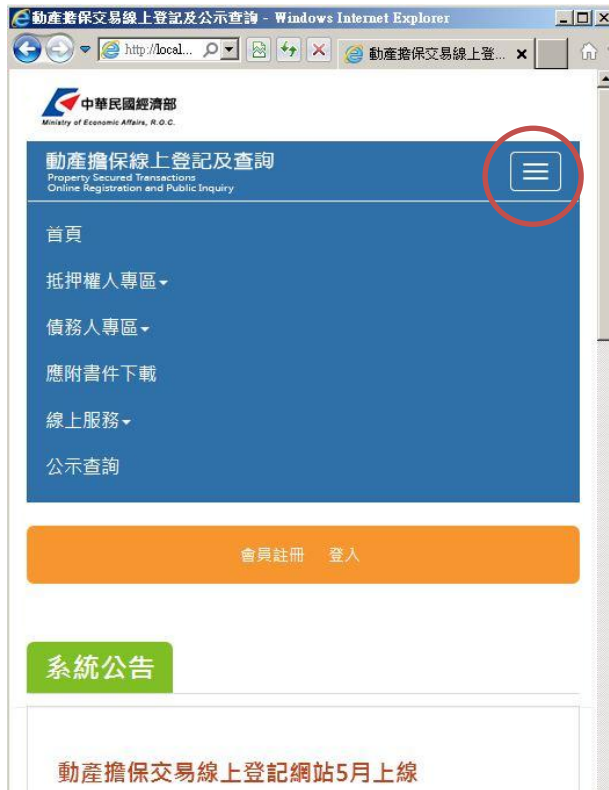 動產擔保交易線上登記及公示查詢 - Windows Internet Explorer
http://local...
動產擔保交易線上登...
中華民國經濟部
Ministry of Economic Affairs, R.O.C.
動產擔保線上登記及查詢
Property Secured Transactions
Online Registration and Public Inquiry
首頁
抵押權人專區
債務人專區
應附書件下載
線上服務
公示查詢
會員註冊 登入
系統公告
動產擔保交易線上登記網站5月上線